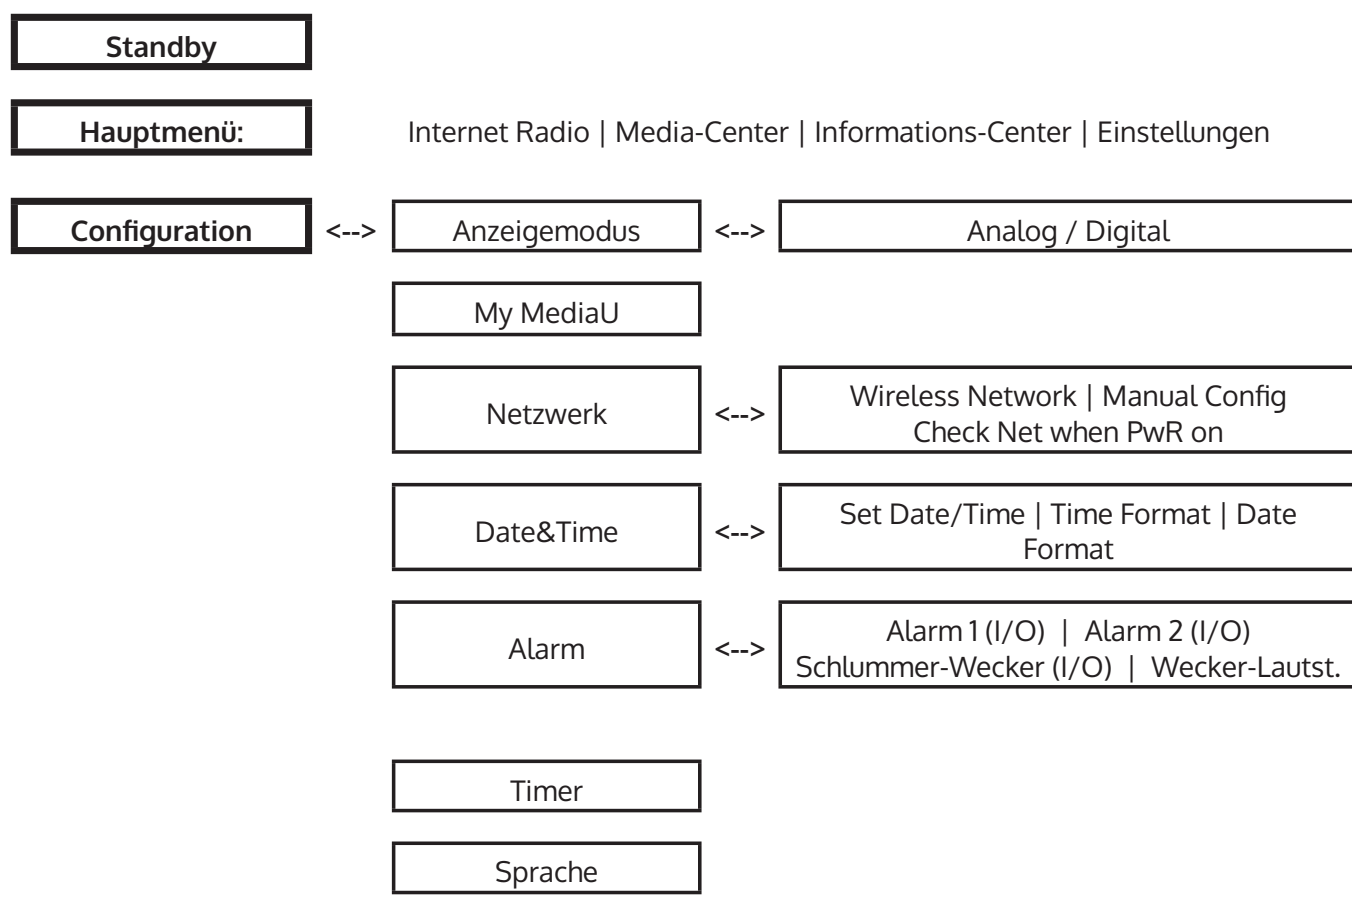 Standby
Hauptmenü: Internet Radio | Media-Center | Informations-Center | Einstellungen
Configuration <--> Anzeigemodus <--> Analog / Digital
My MediaU
Netzwerk <--> Wireless Network | Manual Config
Check Net when PwR on
Date&Time <--> Set Date/Time | Time Format | Date
Format
Alarm <--> Alarm 1 (I/O) | Alarm 2 (I/O)
Schlummer-Wecker (I/O) | Wecker-Lautst.
Timer
Sprache